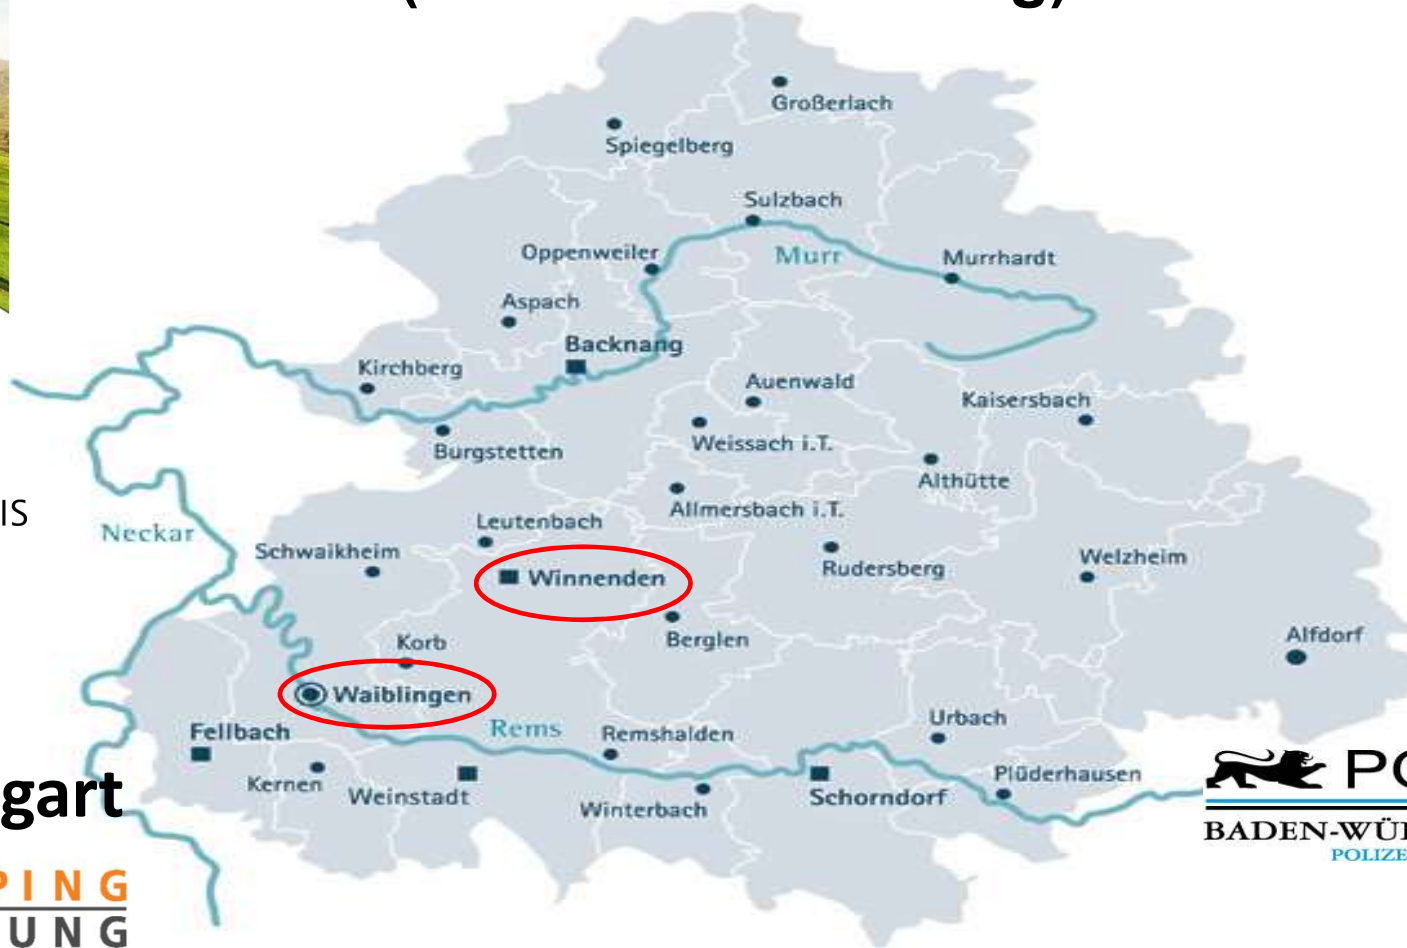 g)
Großerlach
Spiegelberg
Sulzbach
Oppenweiler
Murr
Murrhardt
Aspach
Backnang
Kirchberg
Auenwald
Kaisersbach
Burgstetten
Weissach i.T.
Althütte
Allmersbach i.T.
IS
Neckar
Leutenbach
Schwaikheim
Winnenden
Rudersberg
Welzheim
Korb
Berglen
Alfdorf
Waiblingen
Fellbach
Rems
Remshalden
Urbach
Kernen
Weinstadt
Winterbach
Schorndorf
Plüderhausen
gart
PO
BADEN-WÜ
POLIZE
PING
UNG